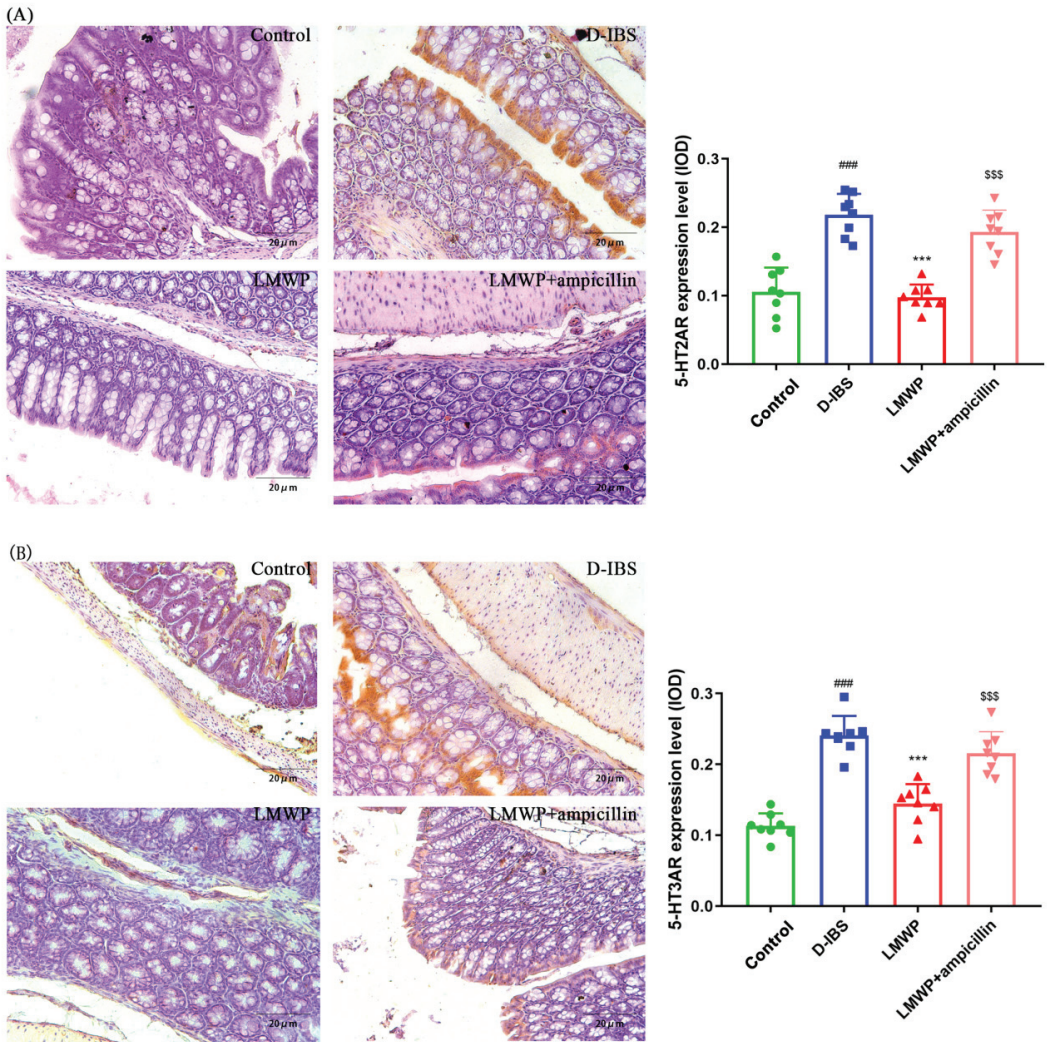 (A)
Control
20 μm
D-IBS
20 μm
LMWP
20 μm
LMWP+ampicillin
20 μm
5-HT2AR expression level (IOD)
0.3
0.2
0.1
0.0
###
***
$$$
Control
D-IBS
LMWP
LMWP+ampicillin
(B)
Control
20 μm
D-IBS
20 μm
LMWP
20 μm
LMWP+ampicillin
20 μm
5-HT3AR expression level (IOD)
0.3
0.2
0.1
0.0
###
***
$$$
Control
D-IBS
LMWP
LMWP+ampicillin